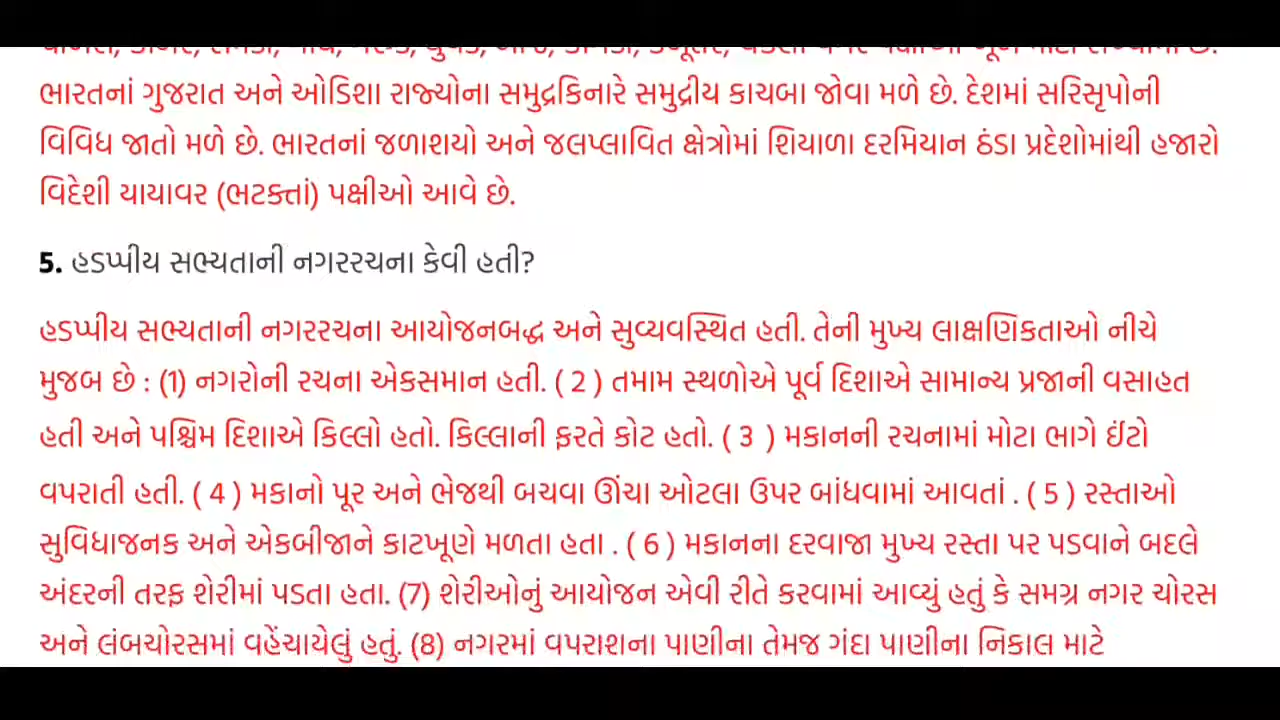 ભારતનાં ગુજરાત અને ઓડિશા રાજ્યોના સમુદ્રકિનારે સમુદ્રીય કાચબા જોવા મળે છે. દેશમાં સરિસૃપોની
વિવિધ જાતો મળે છે. ભારતનાં જળાશયો અને જલપ્લાવિત ક્ષેત્રોમાં શિયાળા દરમિયાન ઠંડા પ્રદેશોમાંથી હજારો
વિદેશી યાયાવર (ભટક્તાં) પક્ષીઓ આવે છે.
5. હડપ્પીય સભ્યતાની નગરરચના કેવી હતી?
હડપ્પીય સભ્યતાની નગરરચના આયોજનબદ્ધ અને સુવ્યવસ્થિત હતી. તેની મુખ્ય લાક્ષણિકતાઓ નીચે
મુજબ છે : (1) નગરોની રચના એકસમાન હતી. ( 2 ) તમામ સ્થળોએ પૂર્વ દિશાએ સામાન્ય પ્રજાની વસાહત
હતી અને પશ્ચિમ દિશાએ કિલ્લો હતો. કિલ્લાની ફરતે કોટ હતો. ( 3 ) મકાનની રચનામાં મોટા ભાગે ઈંટો
વપરાતી હતી. ( 4 ) મકાનો પૂર અને ભેજથી બચવા ઊંચા ઓટલા ઉપર બાંધવામાં આવતાં . ( 5 ) રસ્તાઓ
સુવિધાજનક અને એકબીજાને કાટખૂણે મળતા હતા . ( 6 ) મકાનના દરવાજા મુખ્ય રસ્તા પર પડવાને બદલે
અંદરની તરફ શેરીમાં પડતા હતા. (7) શેરીઓનું આયોજન એવી રીતે કરવામાં આવ્યું હતું કે સમગ્ર નગર ચોરસ
અને લંબચોરસમાં વહેંચાયેલું હતું. (8) નગરમાં વપરાશના પાણીના તેમજ ગંદા પાણીના નિકાલ માટે